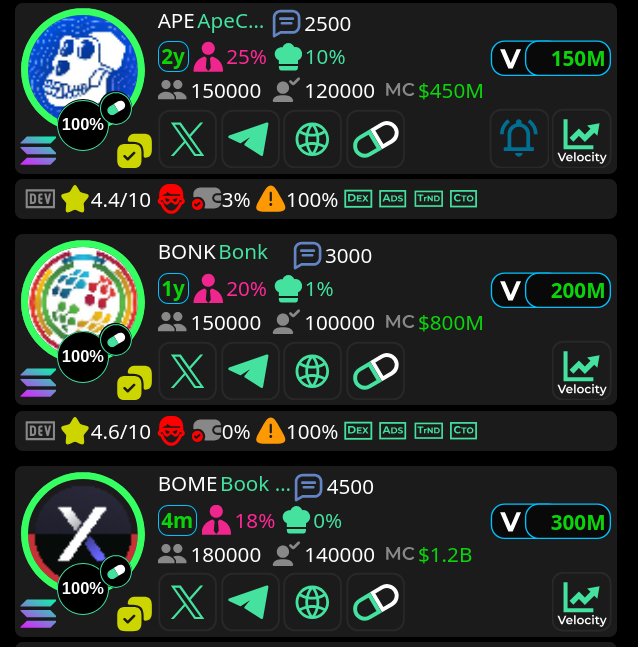 APE ApeC... 2500
2y 25% 10% V 150M
150000 120000 MC $450M
100%
Velocity
DEV 4.4/10 3% 100% DEX ADS TRND CTO
BONK Bonk 3000
1y 20% 1% V 200M
150000 100000 MC $800M
100%
Velocity
DEV 4.6/10 0% 100% DEX ADS TRND CTO
BOME Book ... 4500
4m 18% 0% V 300M
180000 140000 MC $1.2B
100%
Velocity